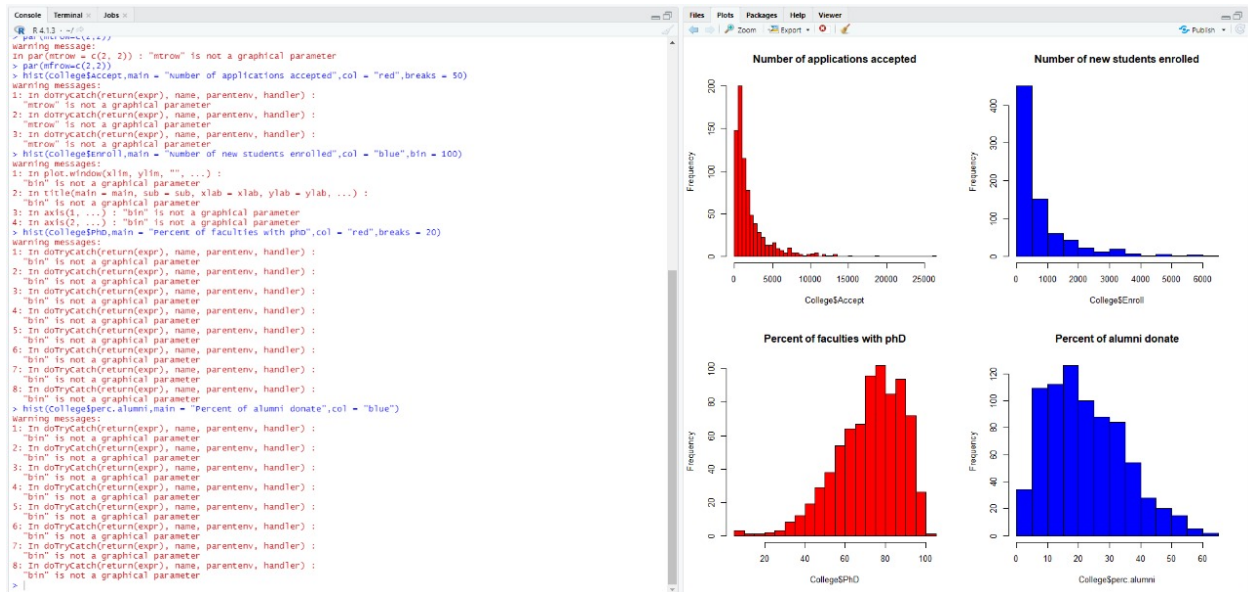 Console Terminal × Jobs ×
R 4.1.3 · ~/
> par(mtrow=c(2,2))
Warning message:
In par(mtrow = c(2, 2)) : "mtrow" is not a graphical parameter
> par(mfrow=c(2,2))
> hist(College$Accept,main = "Number of applications accepted",col = "red",breaks = 50)
Warning messages:
1: In doTryCatch(return(expr), name, parentenv, handler) :
"mtrow" is not a graphical parameter
2: In doTryCatch(return(expr), name, parentenv, handler) :
"mtrow" is not a graphical parameter
3: In doTryCatch(return(expr), name, parentenv, handler) :
"mtrow" is not a graphical parameter
> hist(College$Enroll,main = "Number of new students enrolled",col = "blue",bin = 100)
Warning messages:
1: In plot.window(xlim, ylim, "", ...) :
"bin" is not a graphical parameter
2: In title(main = main, sub = sub, xlab = xlab, ylab = ylab, ...) :
"bin" is not a graphical parameter
3: In axis(1, ...) : "bin" is not a graphical parameter
4: In axis(2, ...) : "bin" is not a graphical parameter
> hist(College$PhD,main = "Percent of faculties with phD",col = "red",breaks = 20)
Warning messages:
1: In doTryCatch(return(expr), name, parentenv, handler) :
"bin" is not a graphical parameter
2: In doTryCatch(return(expr), name, parentenv, handler) :
"bin" is not a graphical parameter
3: In doTryCatch(return(expr), name, parentenv, handler) :
"bin" is not a graphical parameter
4: In doTryCatch(return(expr), name, parentenv, handler) :
"bin" is not a graphical parameter
5: In doTryCatch(return(expr), name, parentenv, handler) :
"bin" is not a graphical parameter
6: In doTryCatch(return(expr), name, parentenv, handler) :
"bin" is not a graphical parameter
7: In doTryCatch(return(expr), name, parentenv, handler) :
"bin" is not a graphical parameter
8: In doTryCatch(return(expr), name, parentenv, handler) :
"bin" is not a graphical parameter
> hist(College$perc.alumni,main = "Percent of alumni donate",col = "blue")
Warning messages:
1: In doTryCatch(return(expr), name, parentenv, handler) :
"bin" is not a graphical parameter
2: In doTryCatch(return(expr), name, parentenv, handler) :
"bin" is not a graphical parameter
3: In doTryCatch(return(expr), name, parentenv, handler) :
"bin" is not a graphical parameter
4: In doTryCatch(return(expr), name, parentenv, handler) :
"bin" is not a graphical parameter
5: In doTryCatch(return(expr), name, parentenv, handler) :
"bin" is not a graphical parameter
6: In doTryCatch(return(expr), name, parentenv, handler) :
"bin" is not a graphical parameter
7: In doTryCatch(return(expr), name, parentenv, handler) :
"bin" is not a graphical parameter
8: In doTryCatch(return(expr), name, parentenv, handler) :
"bin" is not a graphical parameter
>
Files Plots Packages Help Viewer
Zoom Export Publish
Number of applications accepted
Frequency
0 50 100 150 200
0 5000 10000 15000 20000 25000
College$Accept
Number of new students enrolled
Frequency
0 100 200 300 400
0 1000 2000 3000 4000 5000 6000
College$Enroll
Percent of faculties with phD
Frequency
0 20 40 60 80 100
20 40 60 80 100
College$PhD
Percent of alumni donate
Frequency
0 20 40 60 80 100 120
0 10 20 30 40 50 60
College$perc.alumni